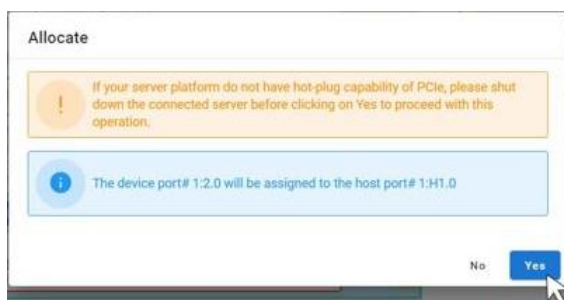 Allocate
!
If your server platform do not have hot-plug capability of PCIe, please shut
down the connected server before clicking on Yes to proceed with this
operation.
i
The device port# 1:2.0 will be assigned to the host port# 1:H1.0
No
Yes